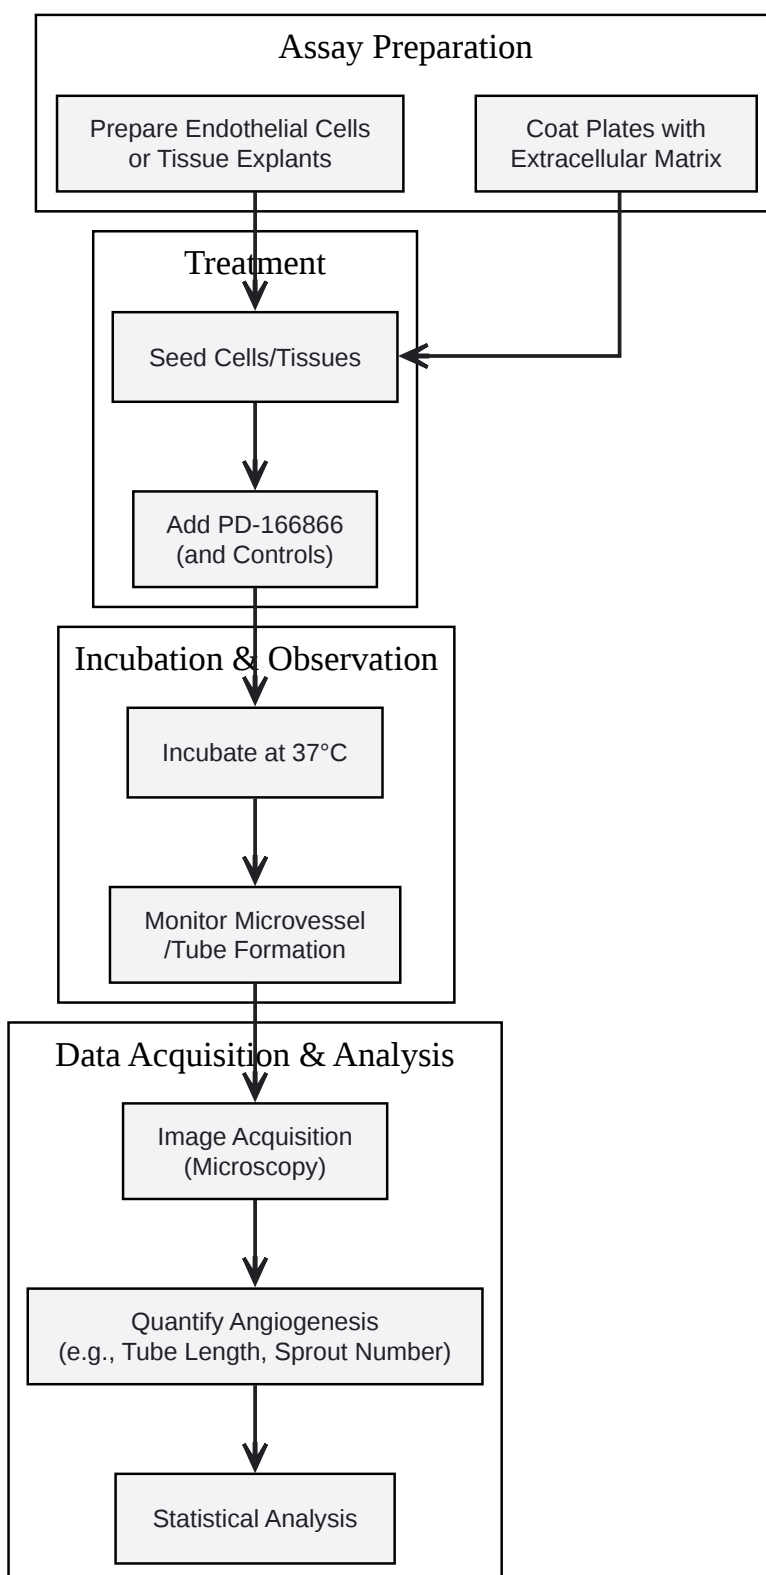 Assay Preparation
Prepare Endothelial Cells
or Tissue Explants
Coat Plates with
Extracellular Matrix
Treatment
Seed Cells/Tissues
Add PD-166866
(and Controls)
Incubation & Observation
Incubate at 37°C
Monitor Microvessel
/Tube Formation
Data Acquisition & Analysis
Image Acquisition
(Microscopy)
Quantify Angiogenesis
(e.g., Tube Length, Sprout Number)
Statistical Analysis